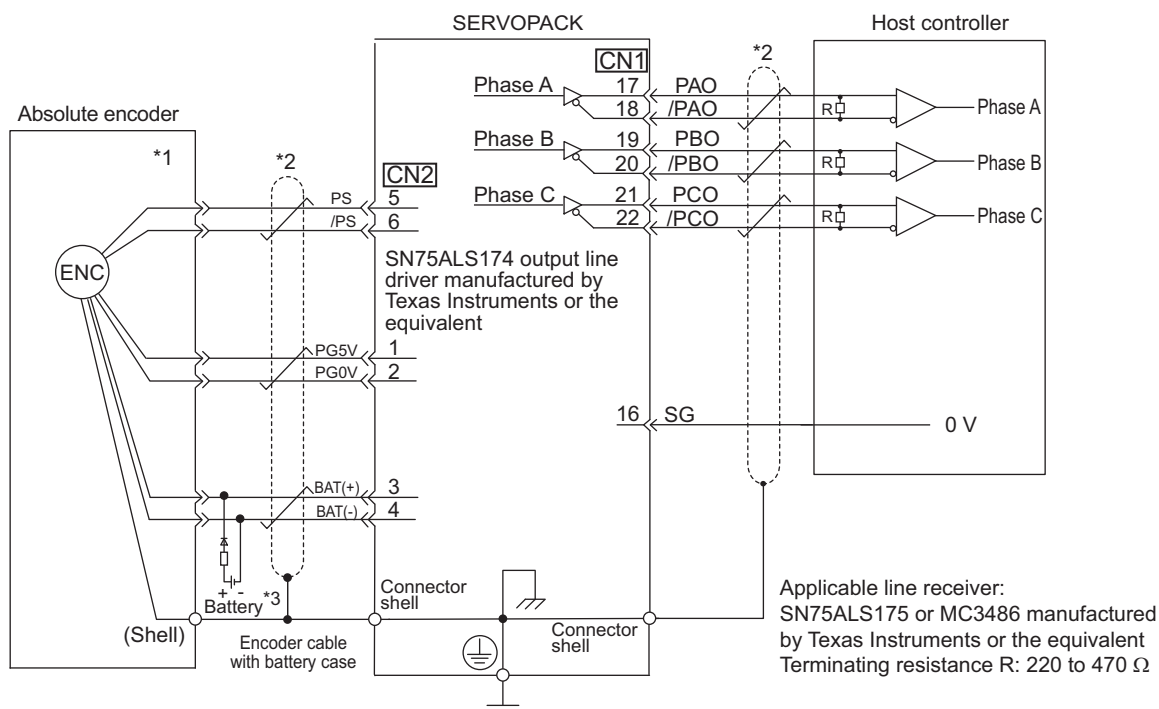 SERVOPACK
Host controller
CN1
*2
Phase A
17
PAO
18
/PAO
R
Phase A
Absolute encoder
Phase B
19
PBO
20
/PBO
R
Phase B
*1
*2
CN2
Phase C
21
PCO
22
/PCO
R
Phase C
PS
5
/PS
6
ENC
SN75ALS174 output line
driver manufactured by
Texas Instruments or the
equivalent
PG5V
1
PG0V
2
16
SG
0 V
BAT(+)
3
BAT(-)
4
+ -
Battery
*3
Connector
shell
(Shell)
Encoder cable
with battery case
Connector
shell
Applicable line receiver:
SN75ALS175 or MC3486 manufactured
by Texas Instruments or the equivalent
Terminating resistance R: 220 to 470 Ω